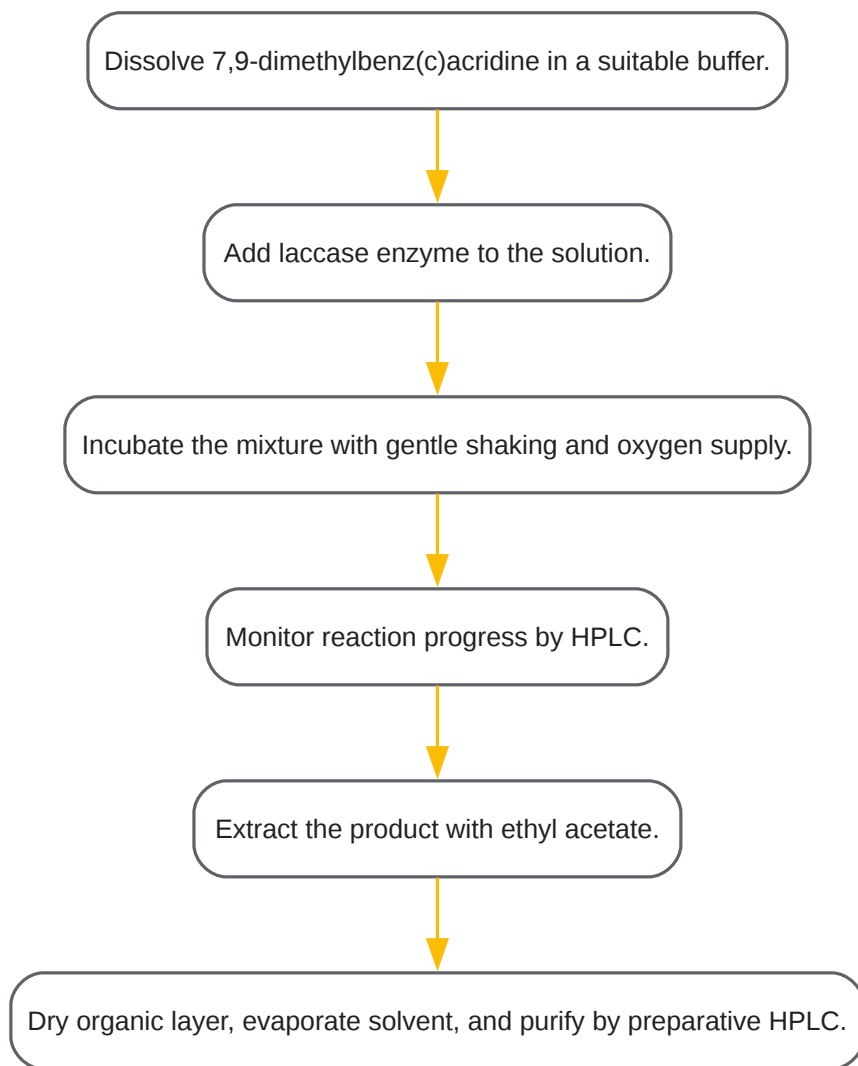 Dissolve 7,9-dimethylbenz(c)acridine in a suitable buffer.
Add laccase enzyme to the solution.
Incubate the mixture with gentle shaking and oxygen supply.
Monitor reaction progress by HPLC.
Extract the product with ethyl acetate.
Dry organic layer, evaporate solvent, and purify by preparative HPLC.